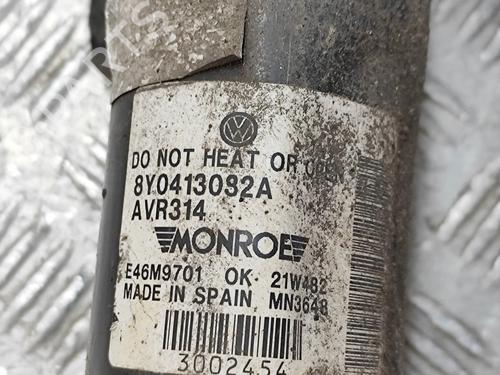 DO NOT HEAT OR OPEN
8Y0413032A
AVR314
MONROE
E46M9701 OK 21W482
MADE IN SPAIN MN3648
3002454